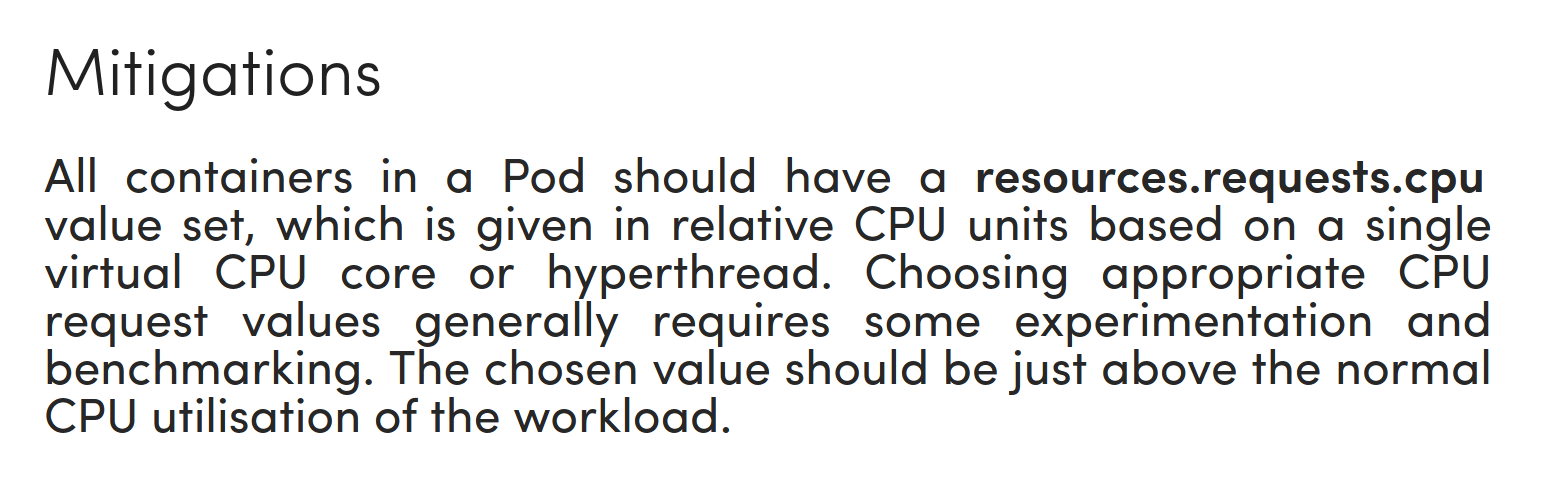 Mitigations
All containers in a Pod should have a resources.requests.cpu
value set, which is given in relative CPU units based on a single
virtual CPU core or hyperthread. Choosing appropriate CPU
request values generally requires some experimentation and
benchmarking. The chosen value should be just above the normal
CPU utilisation of the workload.